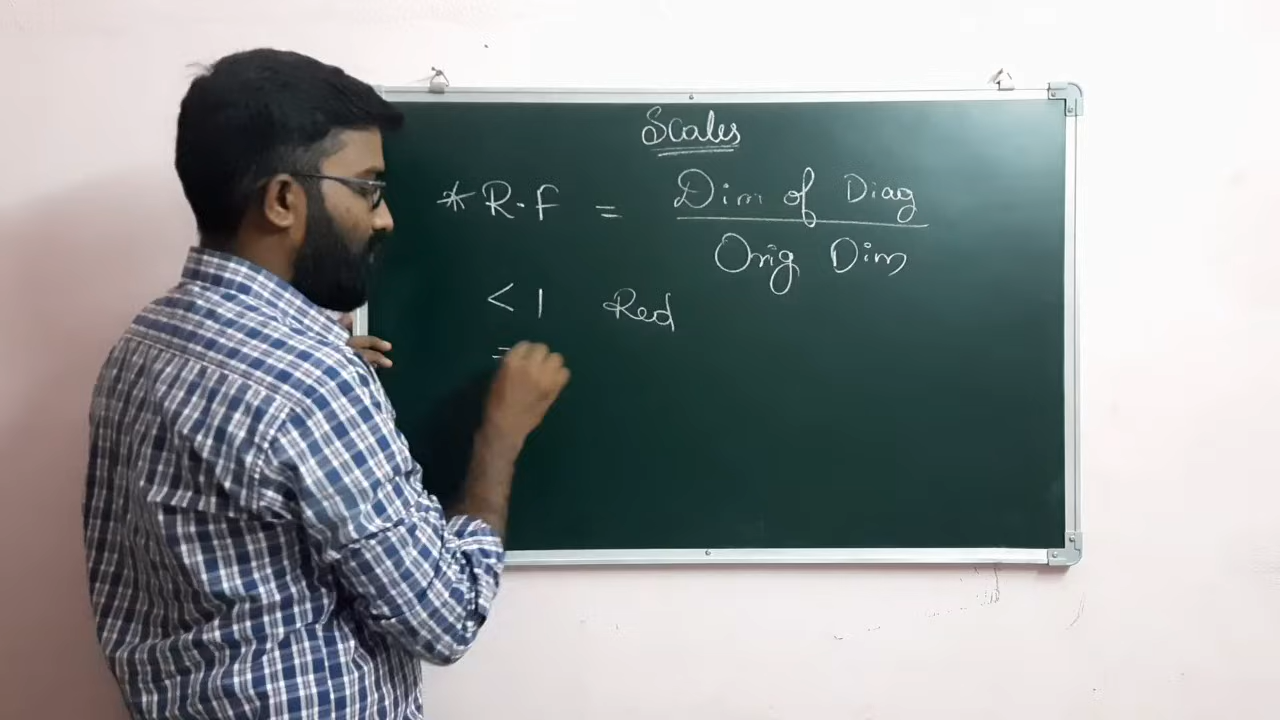 Scales
* R.F = Dim of Diag
Orig Dim
< 1 Red
=